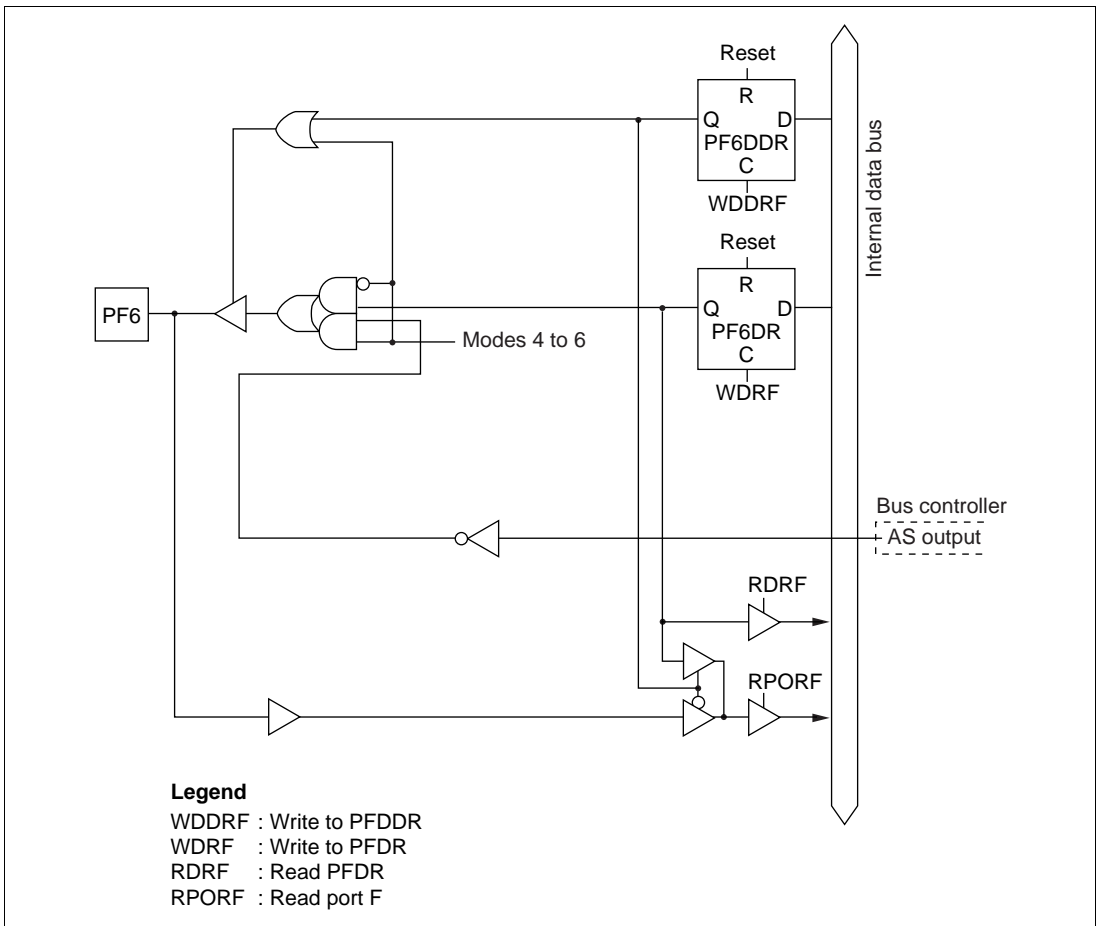 Reset
R
Q D
PF6DDR
C
WDDRF
Internal data bus
Reset
R
Q D
PF6DR
C
WDRF
PF6
Modes 4 to 6
Bus controller
AS output
RDRF
RPORF
Legend
WDDRF : Write to PFDDR
WDRF : Write to PFDR
RDRF : Read PFDR
RPORF : Read port F